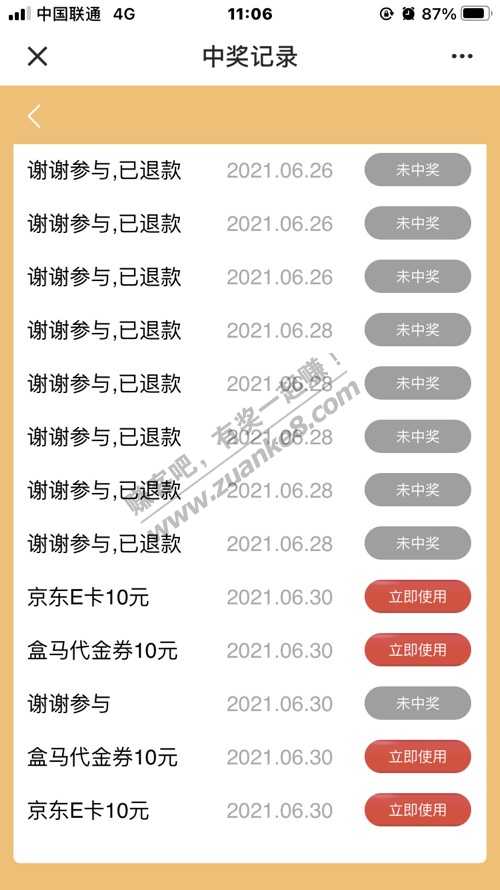 中国联通 4G 11:06 87%
中奖记录
谢谢参与,已退款 2021.06.26 未中奖
谢谢参与,已退款 2021.06.26 未中奖
谢谢参与,已退款 2021.06.26 未中奖
谢谢参与,已退款 2021.06.28 未中奖
谢谢参与,已退款 2021.06.28 未中奖
谢谢参与,已退款 2021.06.28 未中奖
谢谢参与,已退款 2021.06.28 未中奖
谢谢参与,已退款 2021.06.28 未中奖
京东E卡10元 2021.06.30 立即使用
盒马代金券10元 2021.06.30 立即使用
谢谢参与 2021.06.30 未中奖
盒马代金券10元 2021.06.30 立即使用
京东E卡10元 2021.06.30 立即使用
赚客吧，有奖一起赚！
www.zuanke8.com